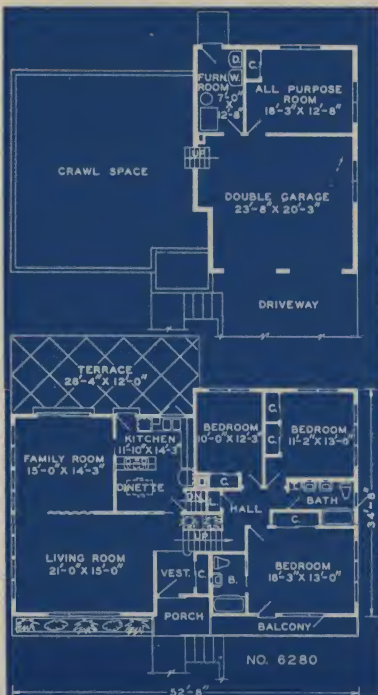 D.
W.
C.
FURN.
ROOM
7'-0"
X
12'-8"
ALL PURPOSE
ROOM
18'-3" X 12'-8"
UP
CRAWL SPACE
DOUBLE GARAGE
23'-8" X 20'-3"
DRIVEWAY
TERRACE
28'-4" X 12'-0"
KITCHEN
11'-10" X 14'-3"
FAMILY ROOM
15'-0" X 14'-3"
DINETTE
BEDROOM
10'-0" X 12'-3"
C.
C.
BEDROOM
11'-2" X 13'-0"
C.
DN
HALL
BATH
C.
UP
LIVING ROOM
21'-0" X 15'-0"
VEST.
C.
B.
BEDROOM
18'-3" X 13'-0"
PORCH
BALCONY
34'-8"
NO. 6280
52'-8"